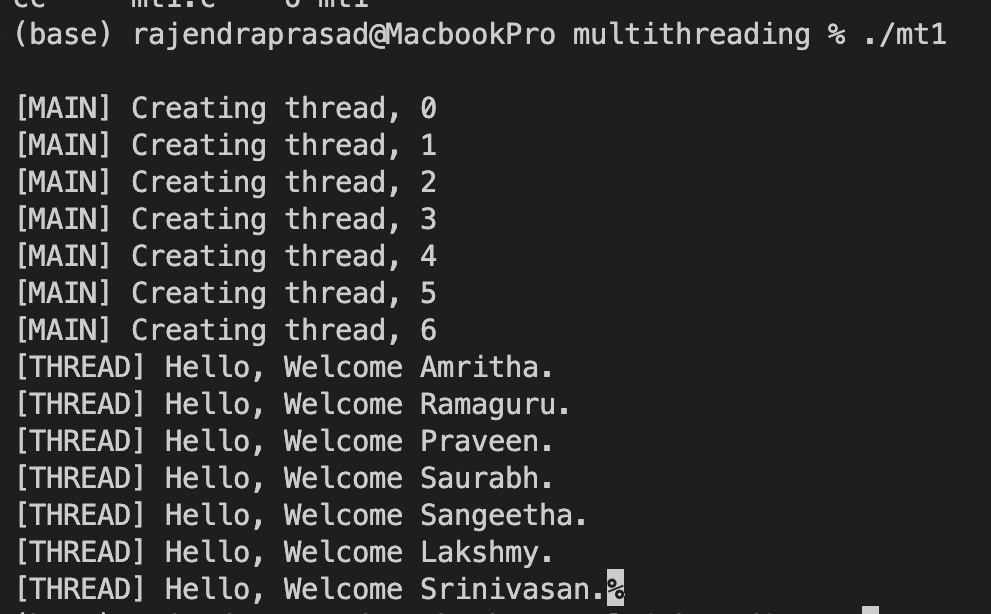 mt1.c
mt1
(base) rajendraprasad@MacbookPro multithreading % ./mt1
[MAIN] Creating thread, 0
[MAIN] Creating thread, 1
[MAIN] Creating thread, 2
[MAIN] Creating thread, 3
[MAIN] Creating thread, 4
[MAIN] Creating thread, 5
[MAIN] Creating thread, 6
[THREAD] Hello, Welcome Amritha.
[THREAD] Hello, Welcome Ramaguru.
[THREAD] Hello, Welcome Praveen.
[THREAD] Hello, Welcome Saurabh.
[THREAD] Hello, Welcome Sangeetha.
[THREAD] Hello, Welcome Lakshmy.
[THREAD] Hello, Welcome Srinivasan.%